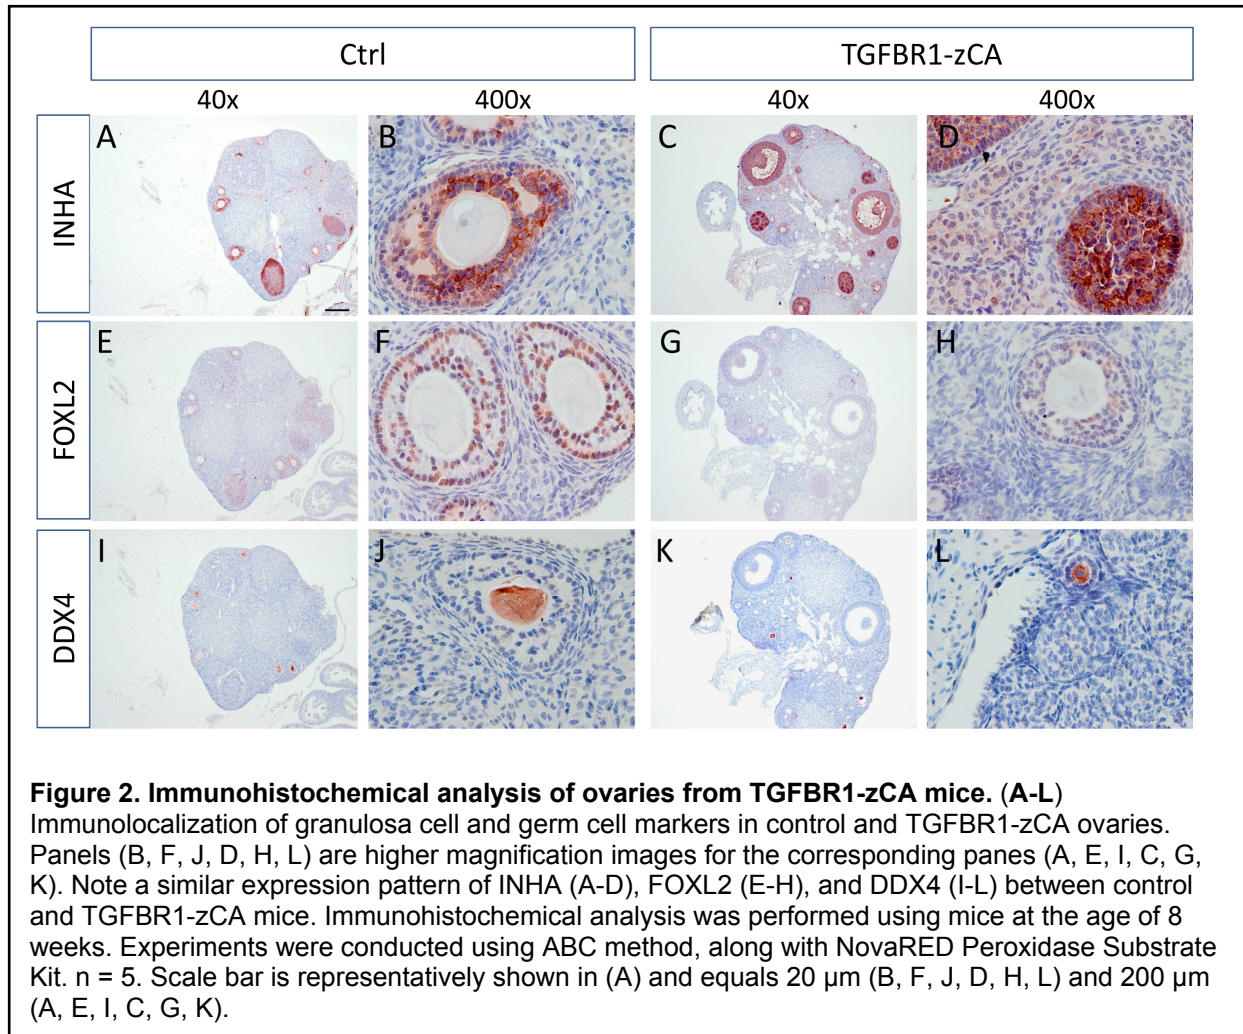 Ctrl
TGFBR1-zCA
40x
400x
40x
400x
INHA
A
B
C
D
FOXL2
E
F
G
H
DDX4
I
J
K
L
Figure 2. Immunohistochemical analysis of ovaries from TGFBR1-zCA mice. (A-L)
Immunolocalization of granulosa cell and germ cell markers in control and TGFBR1-zCA ovaries.
Panels (B, F, J, D, H, L) are higher magnification images for the corresponding panes (A, E, I, C, G,
K). Note a similar expression pattern of INHA (A-D), FOXL2 (E-H), and DDX4 (I-L) between control
and TGFBR1-zCA mice. Immunohistochemical analysis was performed using mice at the age of 8
weeks. Experiments were conducted using ABC method, along with NovaRED Peroxidase Substrate
Kit. n = 5. Scale bar is representatively shown in (A) and equals 20 µm (B, F, J, D, H, L) and 200 µm
(A, E, I, C, G, K).